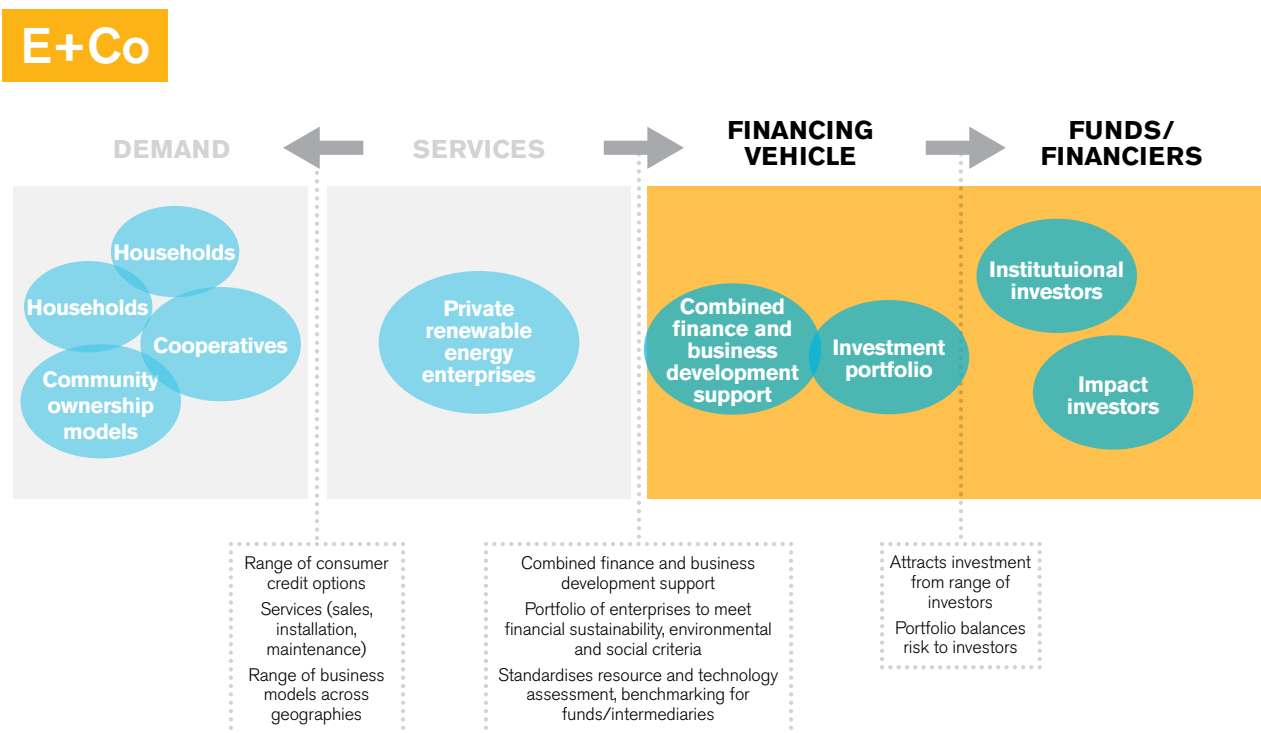 E+Co
DEMAND
SERVICES
FINANCING
VEHICLE
FUNDS/
FINANCIERS
Households
Households
Cooperatives
Community
ownership
models
Private
renewable
energy
enterprises
Combined
finance and
business
development
support
Investment
portfolio
Institutuional
investors
Impact
investors
Range of consumer
credit options
Services (sales,
installation,
maintenance)
Range of business
models across
geographies
Combined finance and business
development support
Portfolio of enterprises to meet
financial sustainability, environmental
and social criteria
Standardises resource and technology
assessment, benchmarking for
funds/intermediaries
Attracts investment
from range of
investors
Portfolio balances
risk to investors